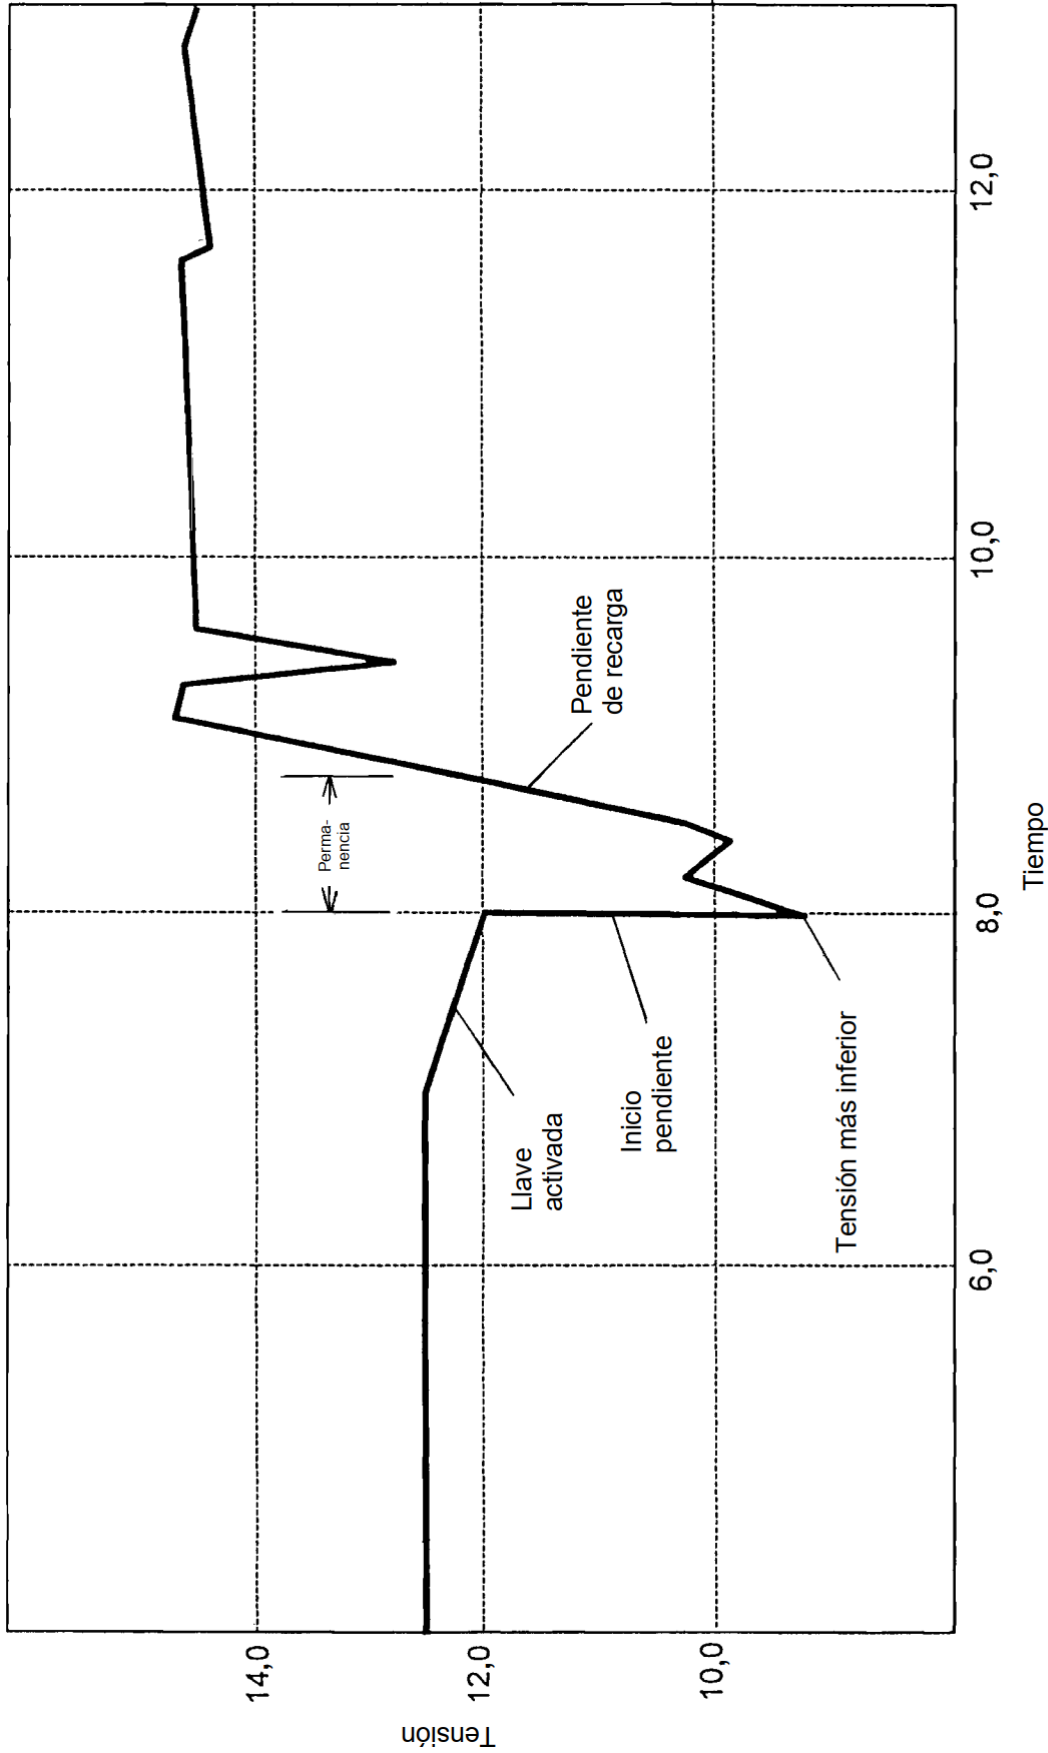 Tensión
14,0
12,0
10,0
Perma-
nencia
Llave
activada
Inicio
pendiente
Tensión más inferior
Pendiente
de recarga
6,0
8,0
10,0
12,0
Tiempo